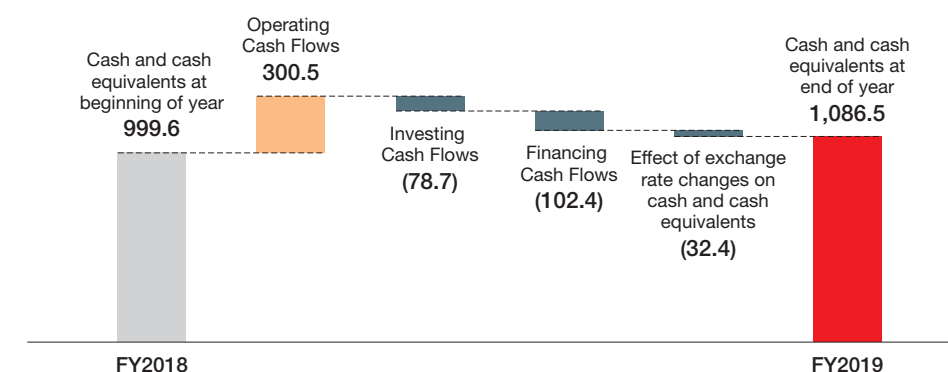 Cash and cash
equivalents at
beginning of year
999.6
Operating
Cash Flows
300.5
Investing
Cash Flows
(78.7)
Financing
Cash Flows
(102.4)
Effect of exchange
rate changes on
cash and cash
equivalents
(32.4)
Cash and cash
equivalents at
end of year
1,086.5
FY2018
FY2019